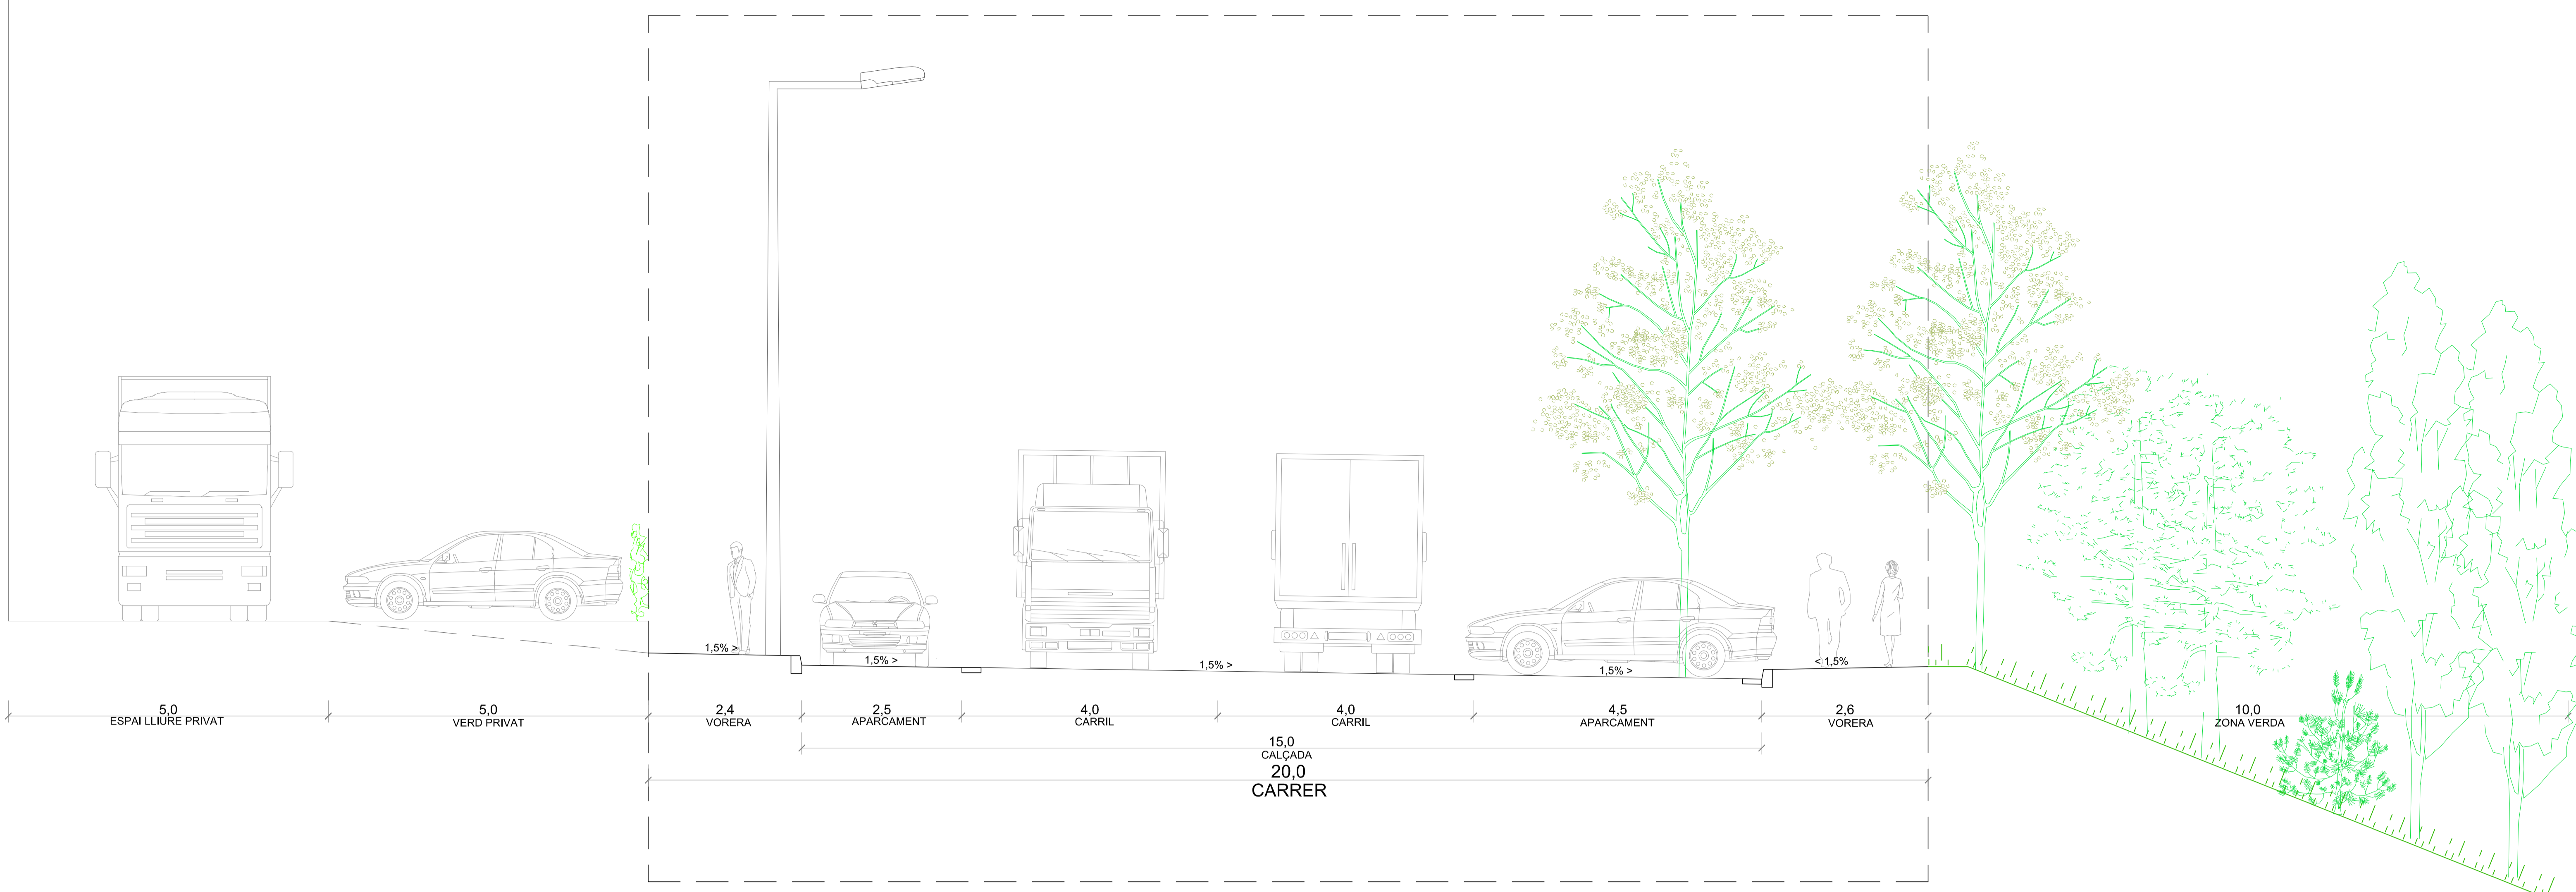 1,5% >
1,5% >
1,5% >
1,5% >
< 1,5%
5,0
ESPAI LLIURE PRIVAT
5,0
VERD PRIVAT
2,4
VORERA
2,5
APARCAMENT
4,0
CARRIL
4,0
CARRIL
4,5
APARCAMENT
2,6
VORERA
10,0
ZONA VERDA
15,0
CALÇADA
20,0
CARRER